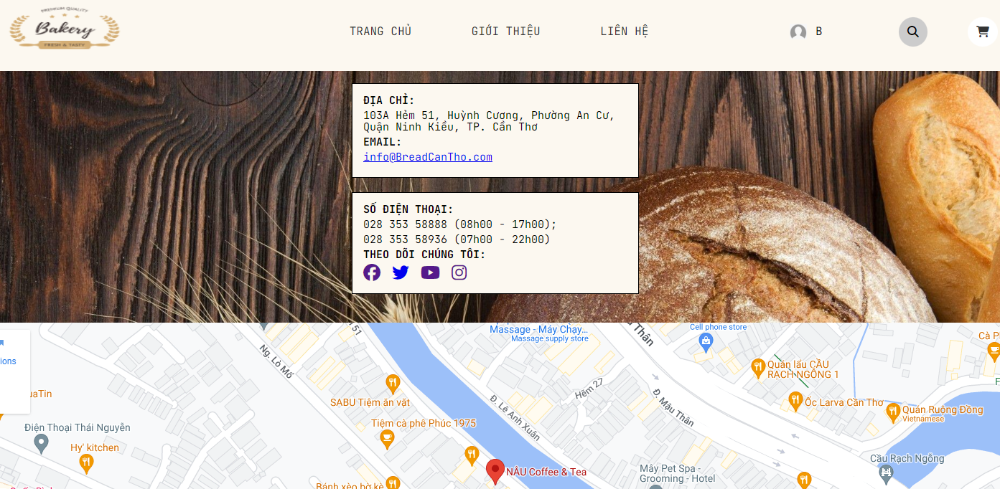 PREMIUM QUALITY
Bakery
FRESH & TASTY
TRANG CHỦ
GIỚI THIỆU
LIÊN HỆ
B
ĐỊA CHỈ:
103A Hẻm 51, Huỳnh Cương, Phường An Cư,
Quận Ninh Kiều, TP. Cần Thơ
EMAIL:
info@BreadCanTho.com
SỐ ĐIỆN THOẠI:
028 353 58888 (08h00 - 17h00);
028 353 58936 (07h00 - 22h00)
THEO DÕI CHÚNG TÔI:
51
Massage - Máy Chạy...
Massage supply store
Thân
Cell phone store
Ng. Lò Mổ
Quán lẩu CẦU
RẠCH NGỖNG 1
SABU Tiệm ăn vặt
Hẻm 27
Đ. Mậu Thân
Ốc Larva Cần Thơ
Quán Ruộng Đồng
Vietnamese
Đ. Lê Anh Xuân
Tiệm cà phê Phúc 1975
Điện Thoại Thái Nguyễn
Hy' kitchen
NÂU Coffee & Tea
Cầu Rạch Ngỗng
Mây Pet Spa -
Grooming - Hotel
Bánh xèo bờ kè